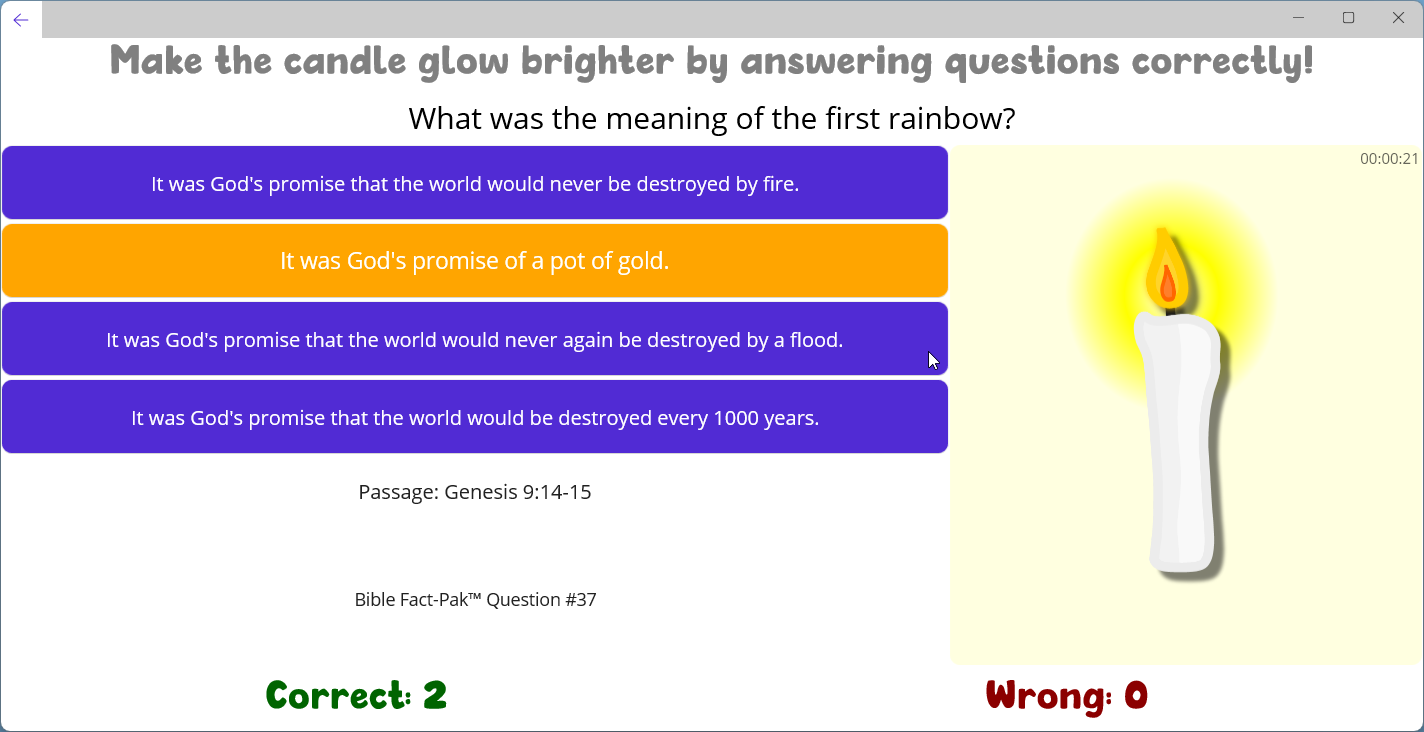 Make the candle glow brighter by answering questions correctly!
What was the meaning of the first rainbow?
It was God's promise that the world would never be destroyed by fire.
00:00:21
It was God's promise of a pot of gold.
It was God's promise that the world would never again be destroyed by a flood.
It was God's promise that the world would be destroyed every 1000 years.
Passage: Genesis 9:14-15
Bible Fact-Pak™ Question #37
Correct: 2
Wrong: 0